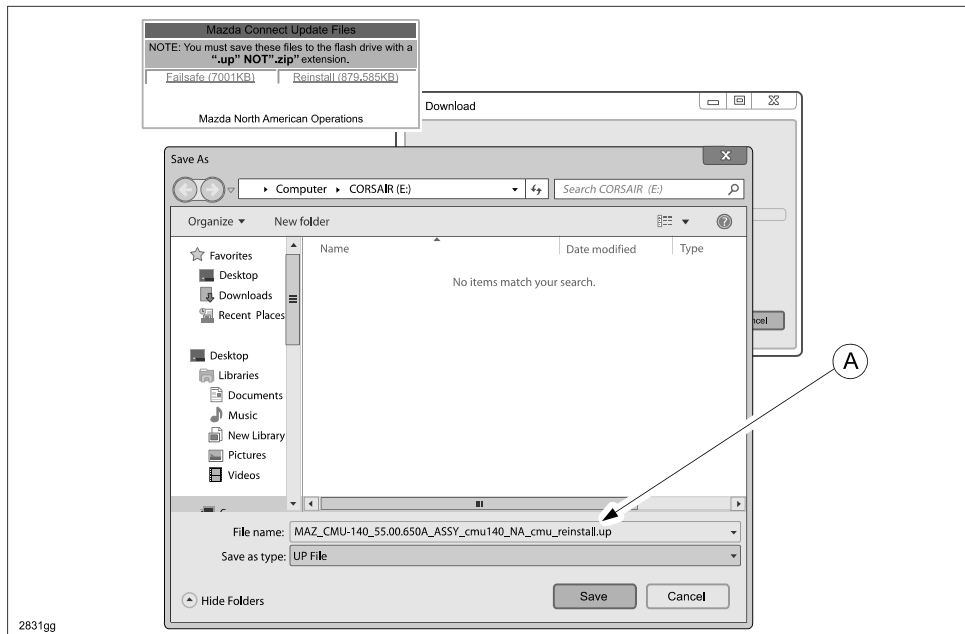 Mazda Connect Update Files
NOTE: You must save these files to the flash drive with a
“.up” NOT”.zip” extension.
Failsafe (7001KB) Reinstall (879,585KB)
Mazda North American Operations
Download
Save As
Computer CORSAIR (E:) Search CORSAIR (E:)
Organize New folder
Name Date modified Type
No items match your search.
Favorites
Desktop
Downloads
Recent Places
Desktop
Libraries
Documents
Music
New Library
Pictures
Videos
ncel
A
File name: MAZ_CMU-140_55.00.650A_ASSY_cmu140_NA_cmu_reinstall.up
Save as type: UP File
Hide Folders Save Cancel
2831gg